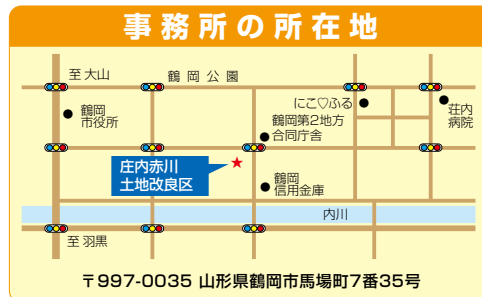 事務所の所在地
至大山
鶴岡公園
鶴岡
市役所
にこ♡ふる
鶴岡第2地方
合同庁舎
荘内
病院
庄内赤川
土地改良区
鶴岡
信用金庫
内川
至羽黒
〒997-0035 山形県鶴岡市馬場町7番35号